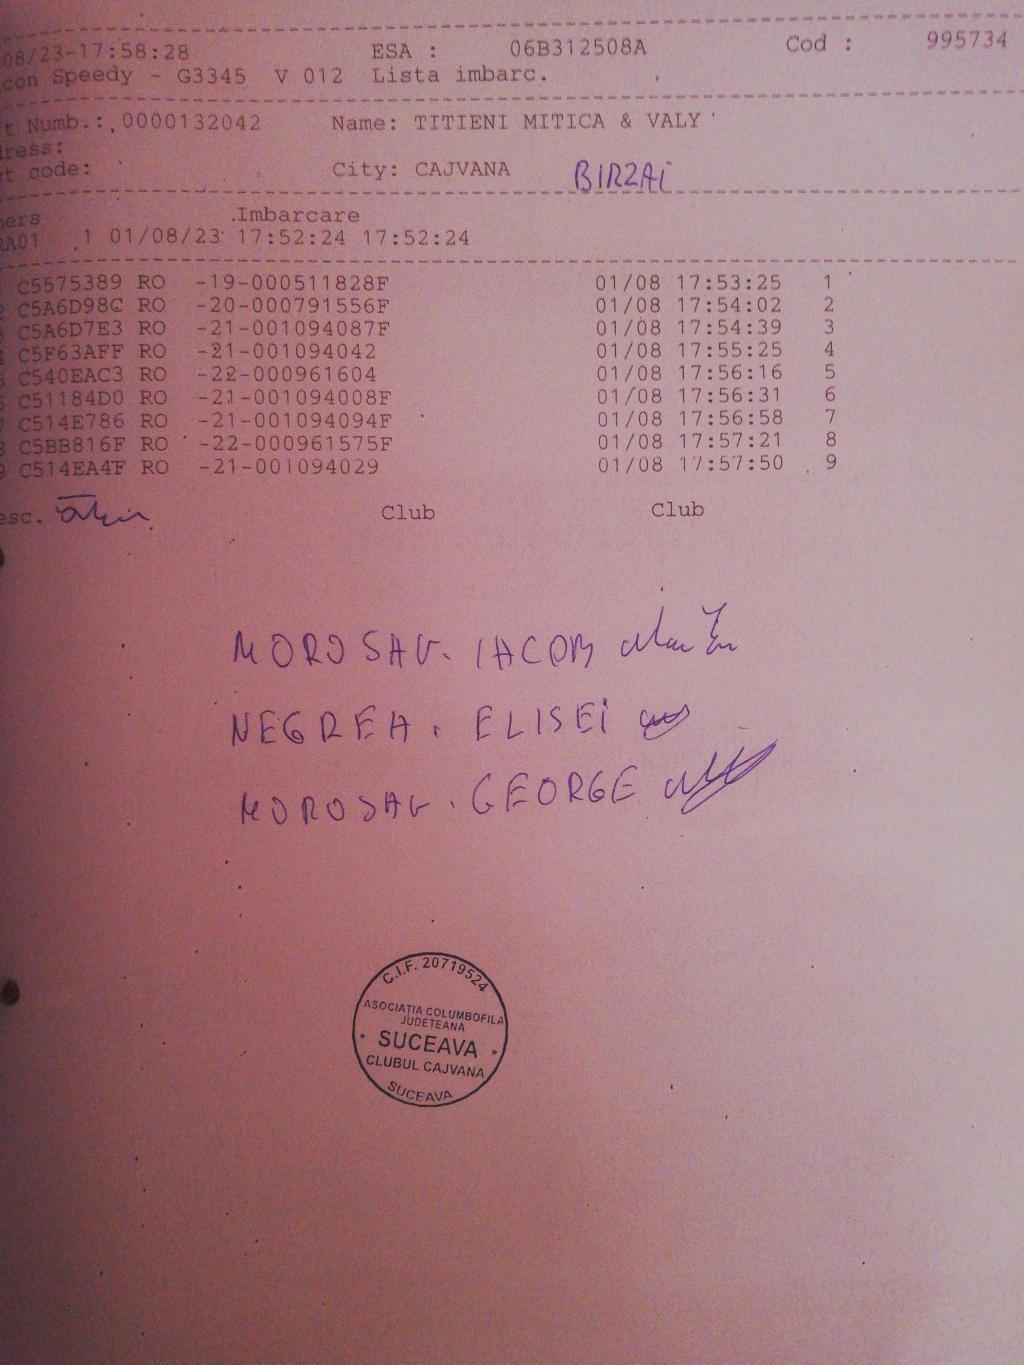 08/23-17:58:28 ESA : 06B312508A Cod : 995734
con Speedy - G3345 V 012 Lista imbarc.
t Numb.: 0000132042 Name: TITIENI MITICA & VALY
ress:
t code: City: CAJVANA BIRZAi
ers .Imbarcare
RA01 1 01/08/23 17:52:24 17:52:24
C5575389 RO -19-000511828F 01/08 17:53:25 1
C5A6D98C RO -20-000791556F 01/08 17:54:02 2
C5A6D7E3 RO -21-001094087F 01/08 17:54:39 3
C5F63AFF RO -21-001094042 01/08 17:55:25 4
C540EAC3 RO -22-000961604 01/08 17:56:16 5
C51184D0 RO -21-001094008F 01/08 17:56:31 6
C514E786 RO -21-001094094F 01/08 17:56:58 7
C5BB816F RO -22-000961575F 01/08 17:57:21 8
C514EA4F RO -21-001094029 01/08 17:57:50 9
esc. Club Club
MOROSAV. IACOB
NEGREA. ELISEi
MOROSAV. GEORGE
C.I.F. 20719524
ASOCIAȚIA COLUMBOFILA
JUDETEANA
* SUCEAVA *
CLUBUL CAJVANA
SUCEAVA